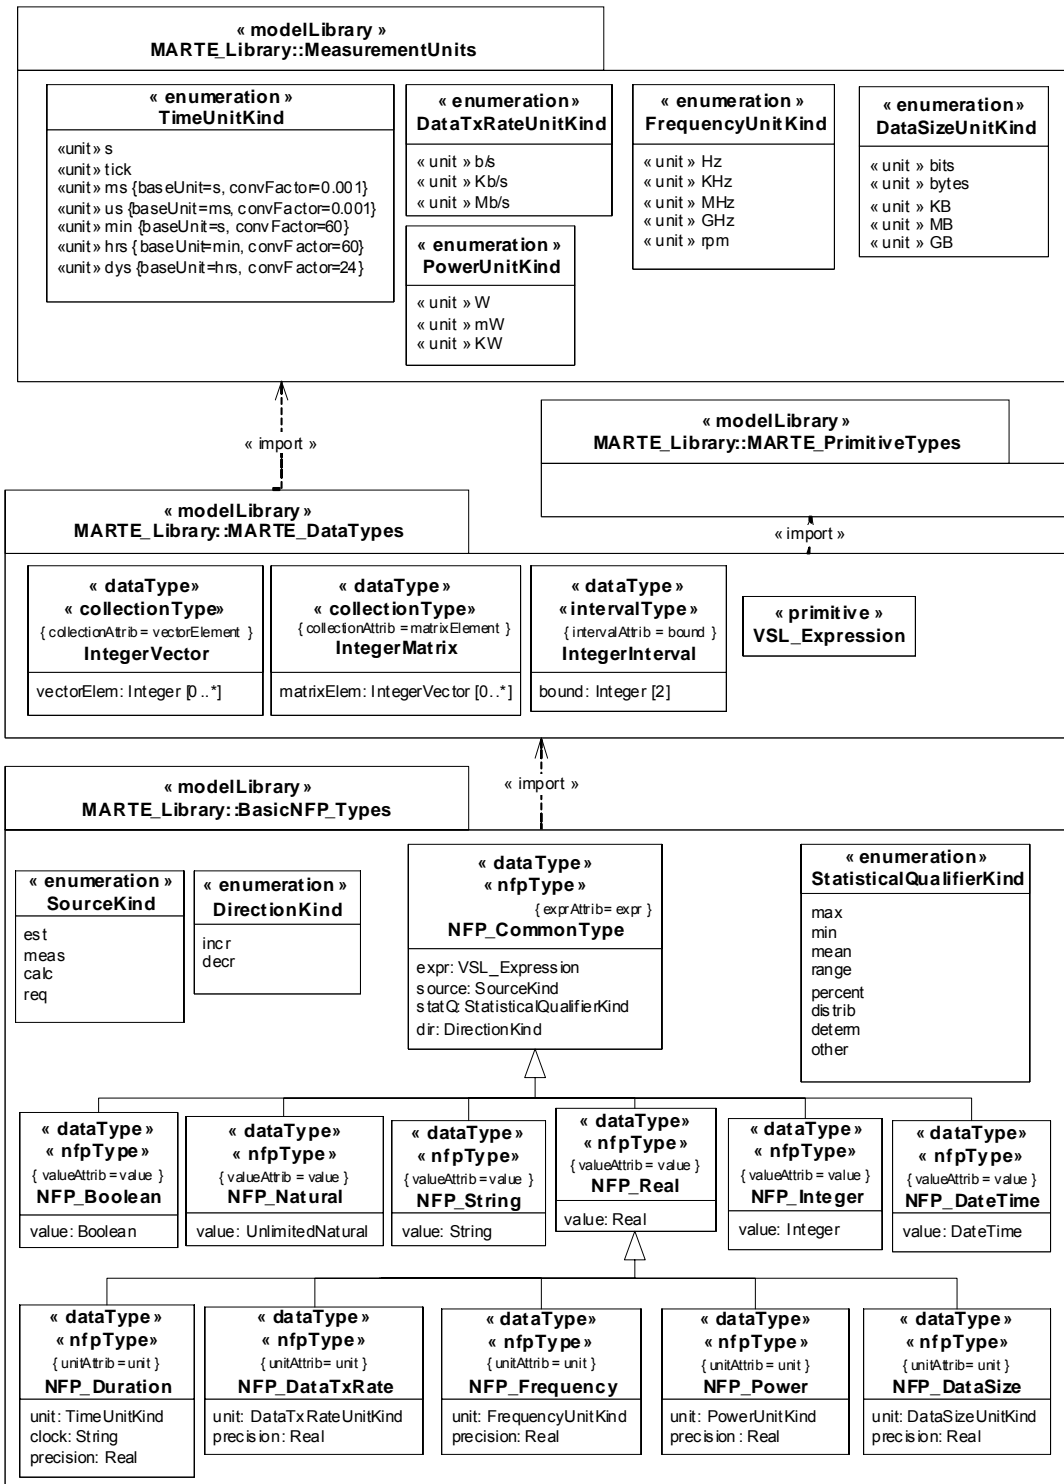 « modelLibrary »
MARTE_Library::MeasurementUnits
« enumeration »
TimeUnitKind
«unit» s
«unit» tick
«unit» ms {baseUnit=s, convFactor=0.001}
«unit» us {baseUnit=ms, convFactor=0.001}
«unit» min {baseUnit=s, convFactor=60}
«unit» hrs { baseUnit=min, convFactor=60}
«unit» dys {baseUnit=hrs, convFactor=24}
« enumeration»
DataTxRateUnitKind
« unit » b/s
« unit » Kb/s
« unit » Mb/s
« enumeration»
PowerUnitKind
« unit » W
« unit » mW
« unit » KW
« enumeration»
FrequencyUnitKind
« unit » Hz
« unit » KHz
« unit » MHz
« unit » GHz
« unit » rpm
« enumeration»
DataSizeUnitKind
« unit » bits
« unit » bytes
« unit » KB
« unit » MB
« unit » GB
« import »
« modelLibrary »
MARTE_Library::MARTE_PrimitiveTypes
« import »
« modelLibrary »
MARTE_Library::MARTE_DataTypes
« dataType»
« collectionType»
{ collectionAttrib = vectorElement }
IntegerVector
vectorElem: Integer [0..*]
« dataType»
« collectionType»
{ collectionAttrib = matrixElement }
IntegerMatrix
matrixElem: IntegerVector [0..*]
« dataType»
« intervalType»
{ intervalAttrib = bound }
IntegerInterval
bound: Integer [2]
« primitive »
VSL_Expression
« import »
« modelLibrary »
MARTE_Library::BasicNFP_Types
« enumeration »
SourceKind
est
meas
calc
req
« enumeration»
DirectionKind
incr
decr
« dataType»
« nfpType»
{ exprAttrib= expr }
NFP_CommonType
expr: VSL_Expression
source: SourceKind
statQ: StatisticalQualifierKind
dir: DirectionKind
« enumeration»
StatisticalQualifierKind
max
min
mean
range
percent
distrib
determ
other
« dataType»
« nfpType»
{ valueAttrib = value }
NFP_Boolean
value: Boolean
« dataType»
« nfpType»
{ valueAttrib = value }
NFP_Natural
value: UnlimitedNatural
« dataType»
« nfpType»
{ valueAttrib = value }
NFP_String
value: String
« dataType»
« nfpType»
{ valueAttrib = value }
NFP_Real
value: Real
« dataType»
« nfpType»
{ valueAttrib = value }
NFP_Integer
value: Integer
« dataType»
« nfpType»
{ valueAttrib = value }
NFP_DateTime
value: DateTime
« dataType»
« nfpType»
{ unitAttrib = unit }
NFP_Duration
unit: TimeUnitKind
clock: String
precision: Real
« dataType»
« nfpType»
{ unitAttrib = unit }
NFP_DataTxRate
unit: DataTxRateUnitKind
precision: Real
« dataType»
« nfpType»
{ unitAttrib = unit }
NFP_Frequency
unit: FrequencyUnitKind
precision: Real
« dataType»
« nfpType»
{ unitAttrib = unit }
NFP_Power
unit: PowerUnitKind
precision: Real
« dataType»
« nfpType»
{ unitAttrib = unit }
NFP_DataSize
unit: DataSizeUnitKind
precision: Real